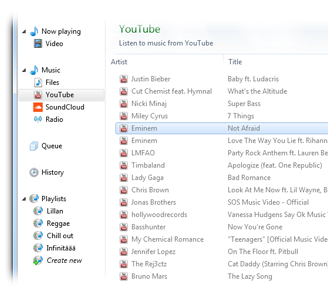 Now playing
Video
Music
Files
YouTube
SoundCloud
Radio
Queue
History
Playlists
Lillan
Reggae
Chill out
Infinitááá
Create new
YouTube
Listen to music from YouTube
Artist Title
Justin Bieber Baby ft. Ludacris
Cut Chemist feat. Hymnal What's the Altitude
Nicki Minaj Super Bass
Miley Cyrus 7 Things
Eminem Not Afraid
Eminem Love The Way You Lie ft. Rihann
LMFAO Party Rock Anthem ft. Lauren Be
Timbaland Apologize (feat. One Republic)
Lady Gaga Bad Romance
Chris Brown Look At Me Now ft. Lil Wayne, B
Jonas Brothers SOS Music Video - Official
hollywoodrecords Vanessa Hudgens Say Ok Music
Basshunter Now You're Gone
My Chemical Romance "Teenagers" [Official Music Vide
Jennifer Lopez On The Floor ft. Pitbull
The Rej3ctz Cat Daddy (Starring Chris Brown)
Bruno Mars The Lazy Song